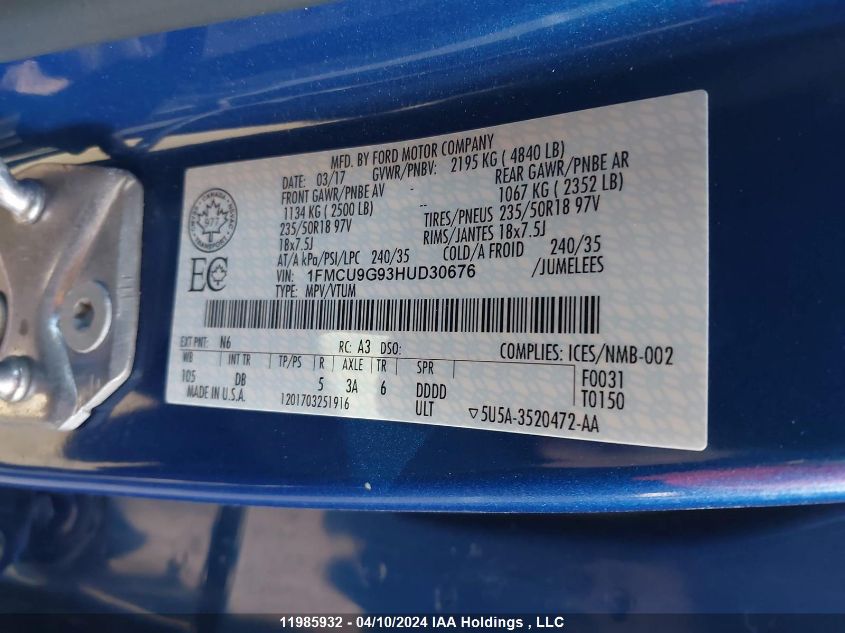 MFD. BY FORD MOTOR COMPANY
DATE: 03/17 GVWR/PNBV: 2195 KG ( 4840 LB)
FRONT GAWR/PNBE AV - REAR GAWR/PNBE AR
1134 KG ( 2500 LB) -- 1067 KG ( 2352 LB)
235/50R18 97V TIRES/PNEUS 235/50R18 97V
18x7.5J RIMS/JANTES 18x7.5J
AT/A kPa/PSI/LPC 240/35 COLD/A FROID 240/35
VIN: 1FMCU9G93HUD30676 /JUMELEES
TYPE: MPV/VTUM
CANADA
977
TRANSPORT
EC
EXT PNT: N6 RC: A3 DSO: COMPLIES: ICES/NMB-002
WB INT TR TP/PS R AXLE TR SPR F0031
105 DB 5 3A 6 DDDD T0150
MADE IN U.S.A. 1201703251916 ULT ▽5U5A-3520472-AA
11985932 - 04/10/2024 IAA Holdings , LLC